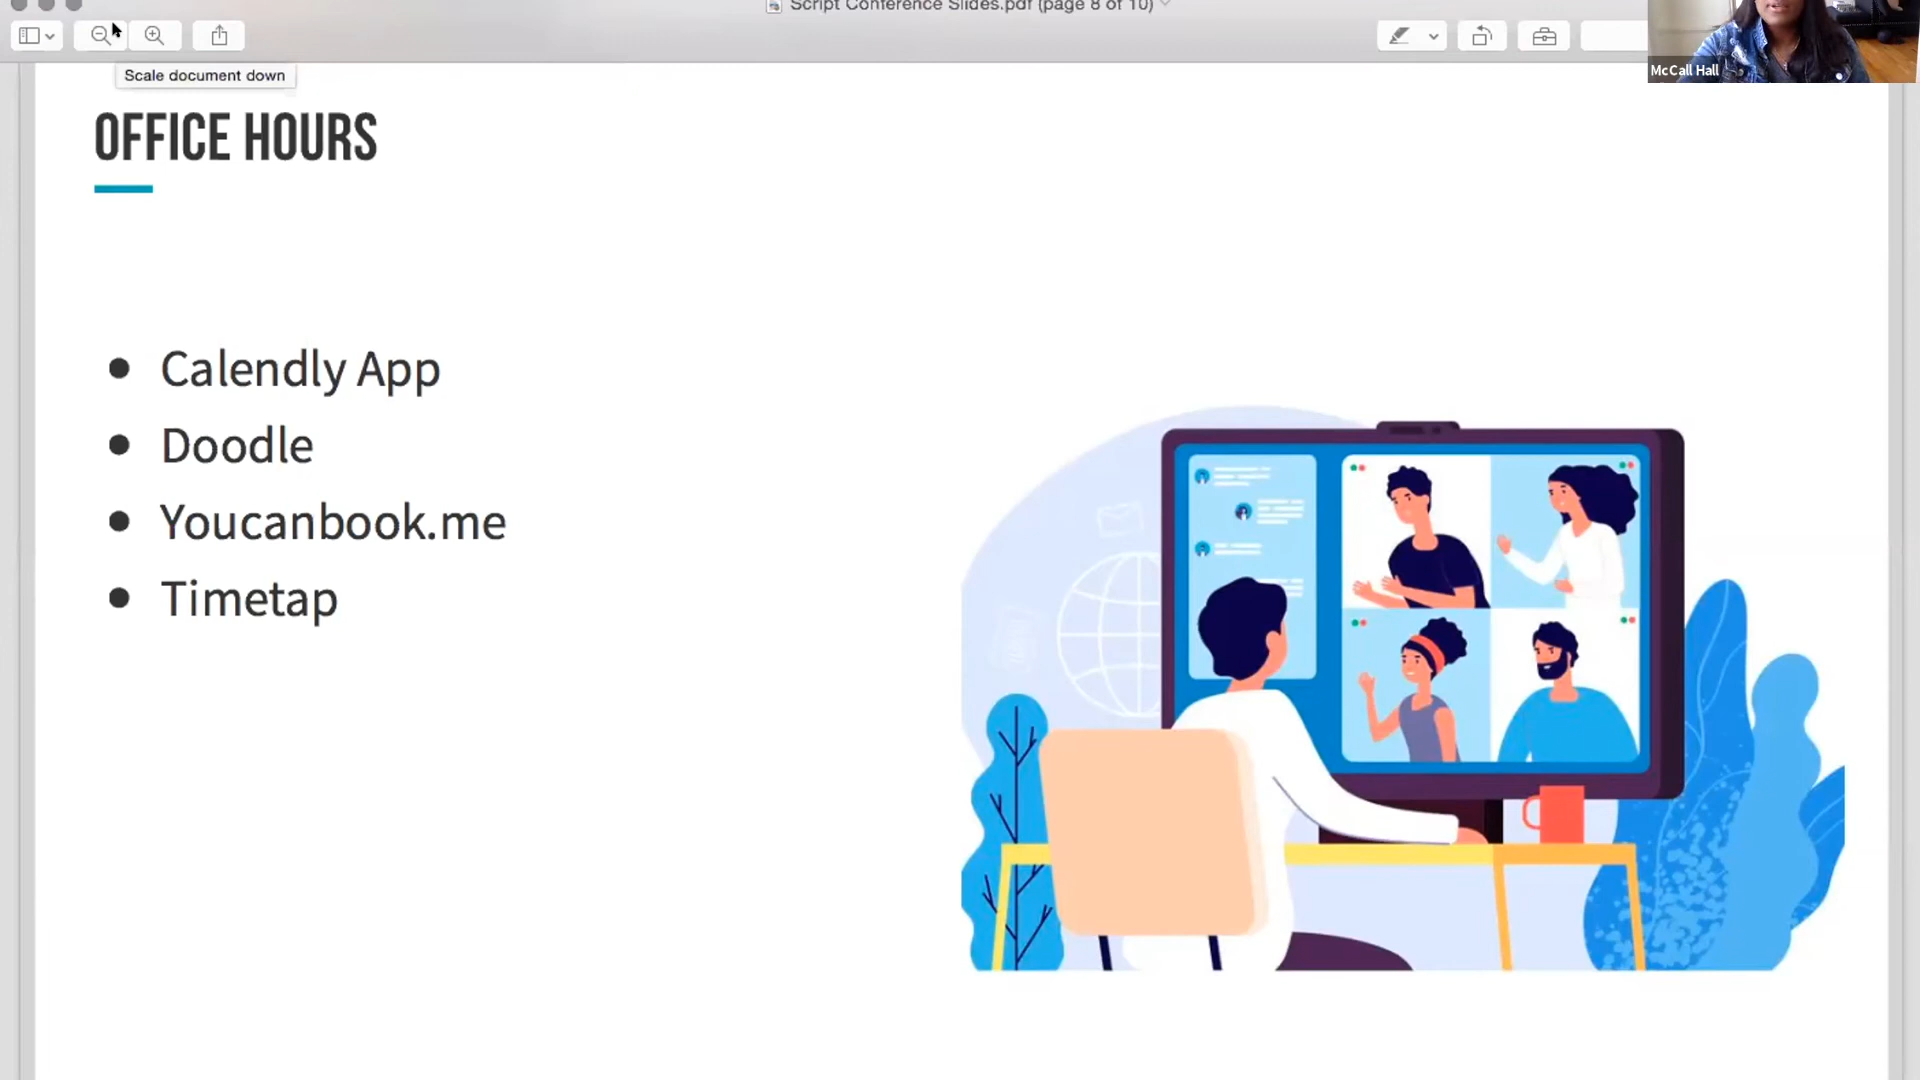 Script Conference Slides.pdf (page 8 of 10)
Scale document down
McCall Hall
OFFICE HOURS
Calendly App
Doodle
Youcanbook.me
Timetap